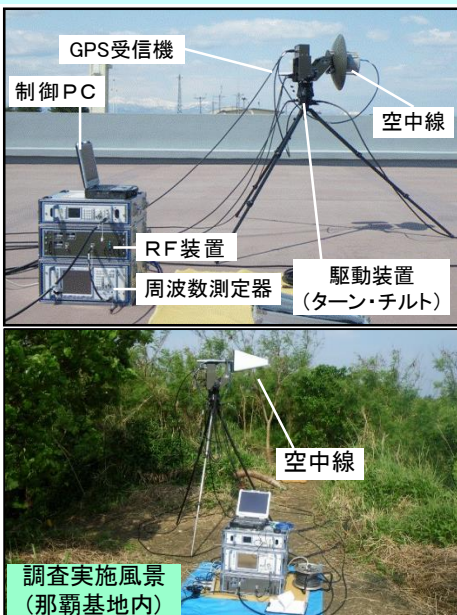 GPS受信機
制御PC
空中線
RF装置
周波数測定器
駆動装置
(ターン・チルト)
空中線
調査実施風景
(那覇基地内)